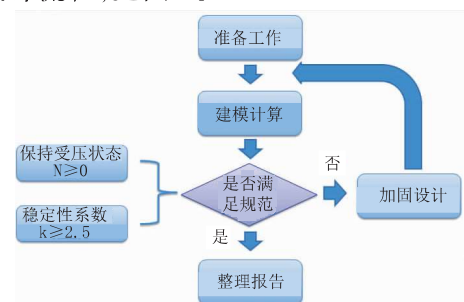 准备工作
建模计算
保持受压状态
N≥0
稳定性系数
k≥2.5
是否满
足规范
否
加固设计
是
整理报告